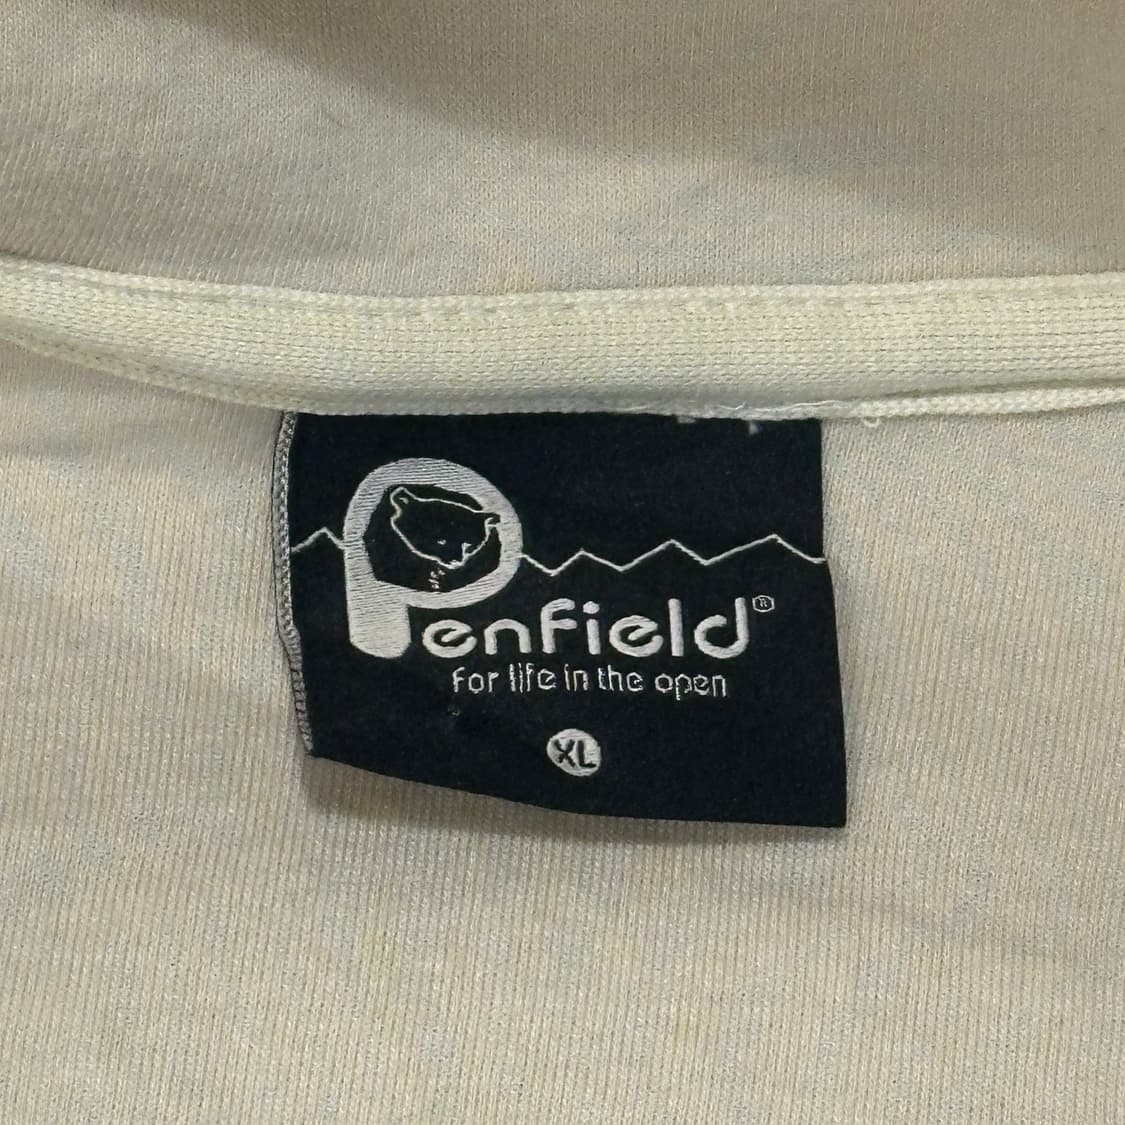 Penfield®
For life in the open
XL